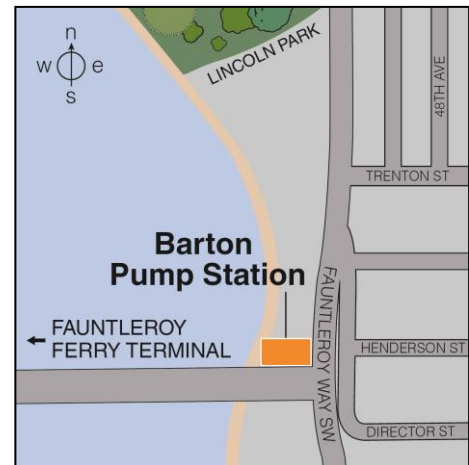 n
w e
s
LINCOLN PARK
48TH AVE
TRENTON ST
Barton
Pump Station
FAUNTLEROY WAY SW
FAUNTLEROY
FERRY TERMINAL
HENDERSON ST
DIRECTOR ST